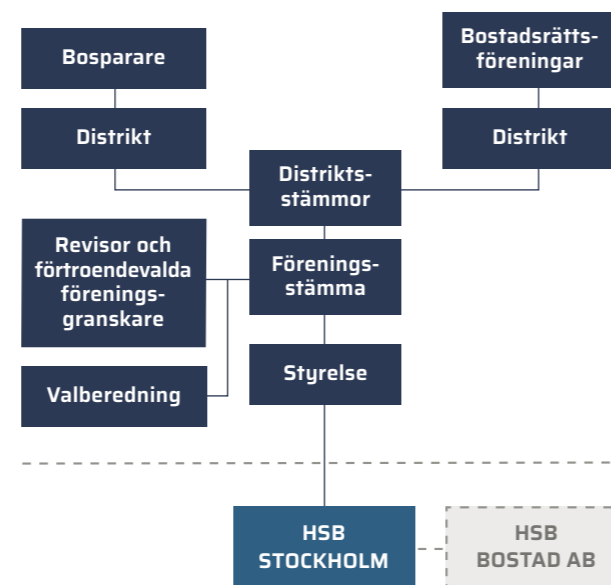 Bosparare
Bostadsrätts-
föreningar
Distrikt
Distrikt
Distrikts-
stämmor
Revisor och
förtroendevalda
förenings-
granskare
Förenings-
stämma
Valberedning
Styrelse
HSB
STOCKHOLM
HSB
BOSTAD AB